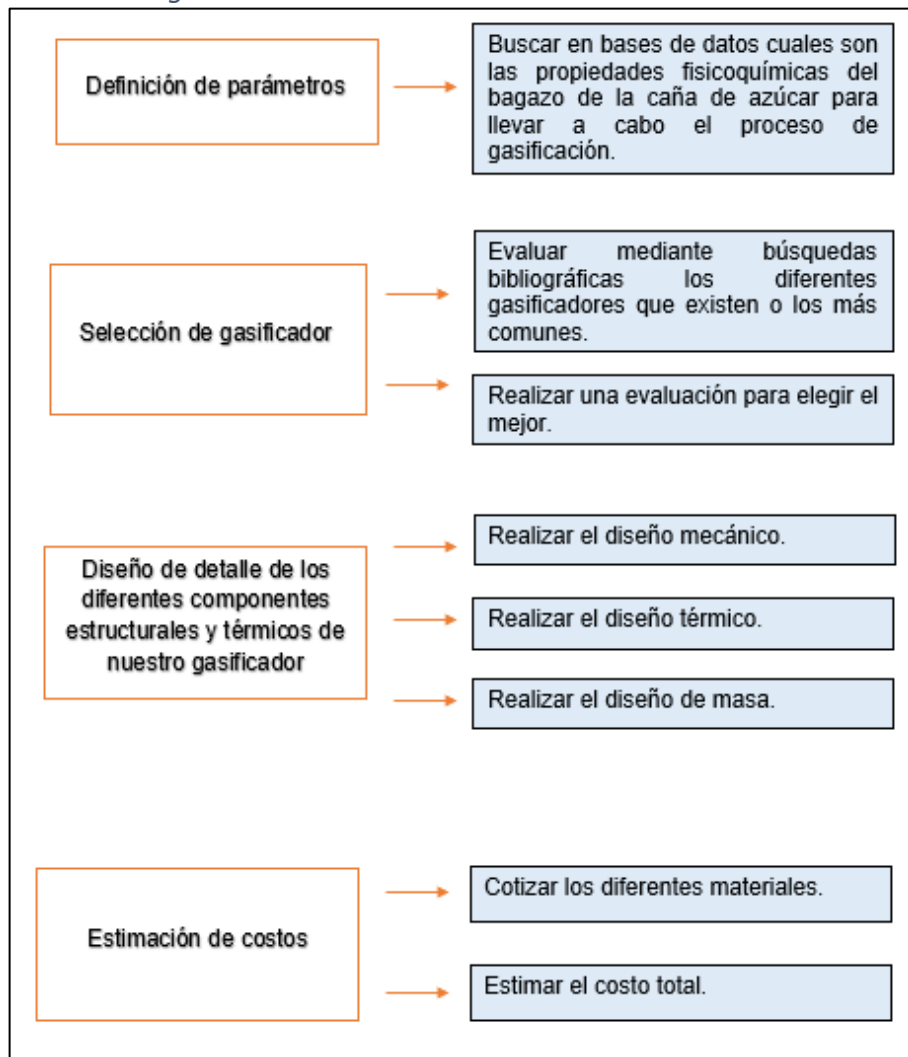 Definición de parámetros
Buscar en bases de datos cuales son
las propiedades fisicoquímicas del
bagazo de la caña de azúcar para
llevar a cabo el proceso de
gasificación.
Selección de gasificador
Evaluar mediante búsquedas
bibliográficas los diferentes
gasificadores que existen o los más
comunes.
Realizar una evaluación para elegir el
mejor.
Diseño de detalle de los
diferentes componentes
estructurales y térmicos de
nuestro gasificador
Realizar el diseño mecánico.
Realizar el diseño térmico.
Realizar el diseño de masa.
Estimación de costos
Cotizar los diferentes materiales.
Estimar el costo total.